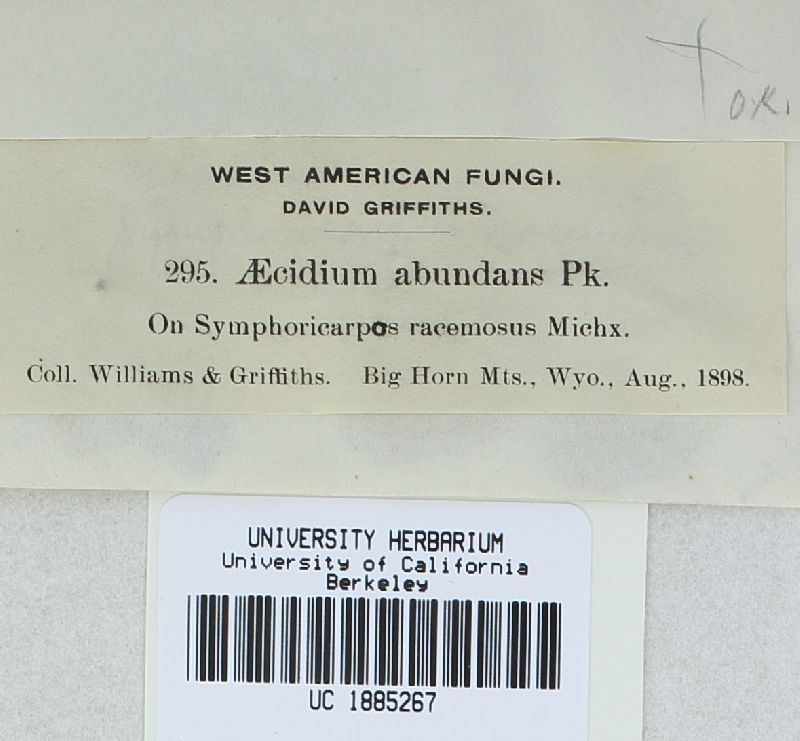 ok.
WEST AMERICAN FUNGI.
DAVID GRIFFITHS.
295. Æcidium abundans Pk.
On Symphoricarpos racemosus Michx.
Coll. Williams & Griffiths. Big Horn Mts., Wyo., Aug., 1898.
UNIVERSITY HERBARIUM
University of California
Berkeley
UC 1885267